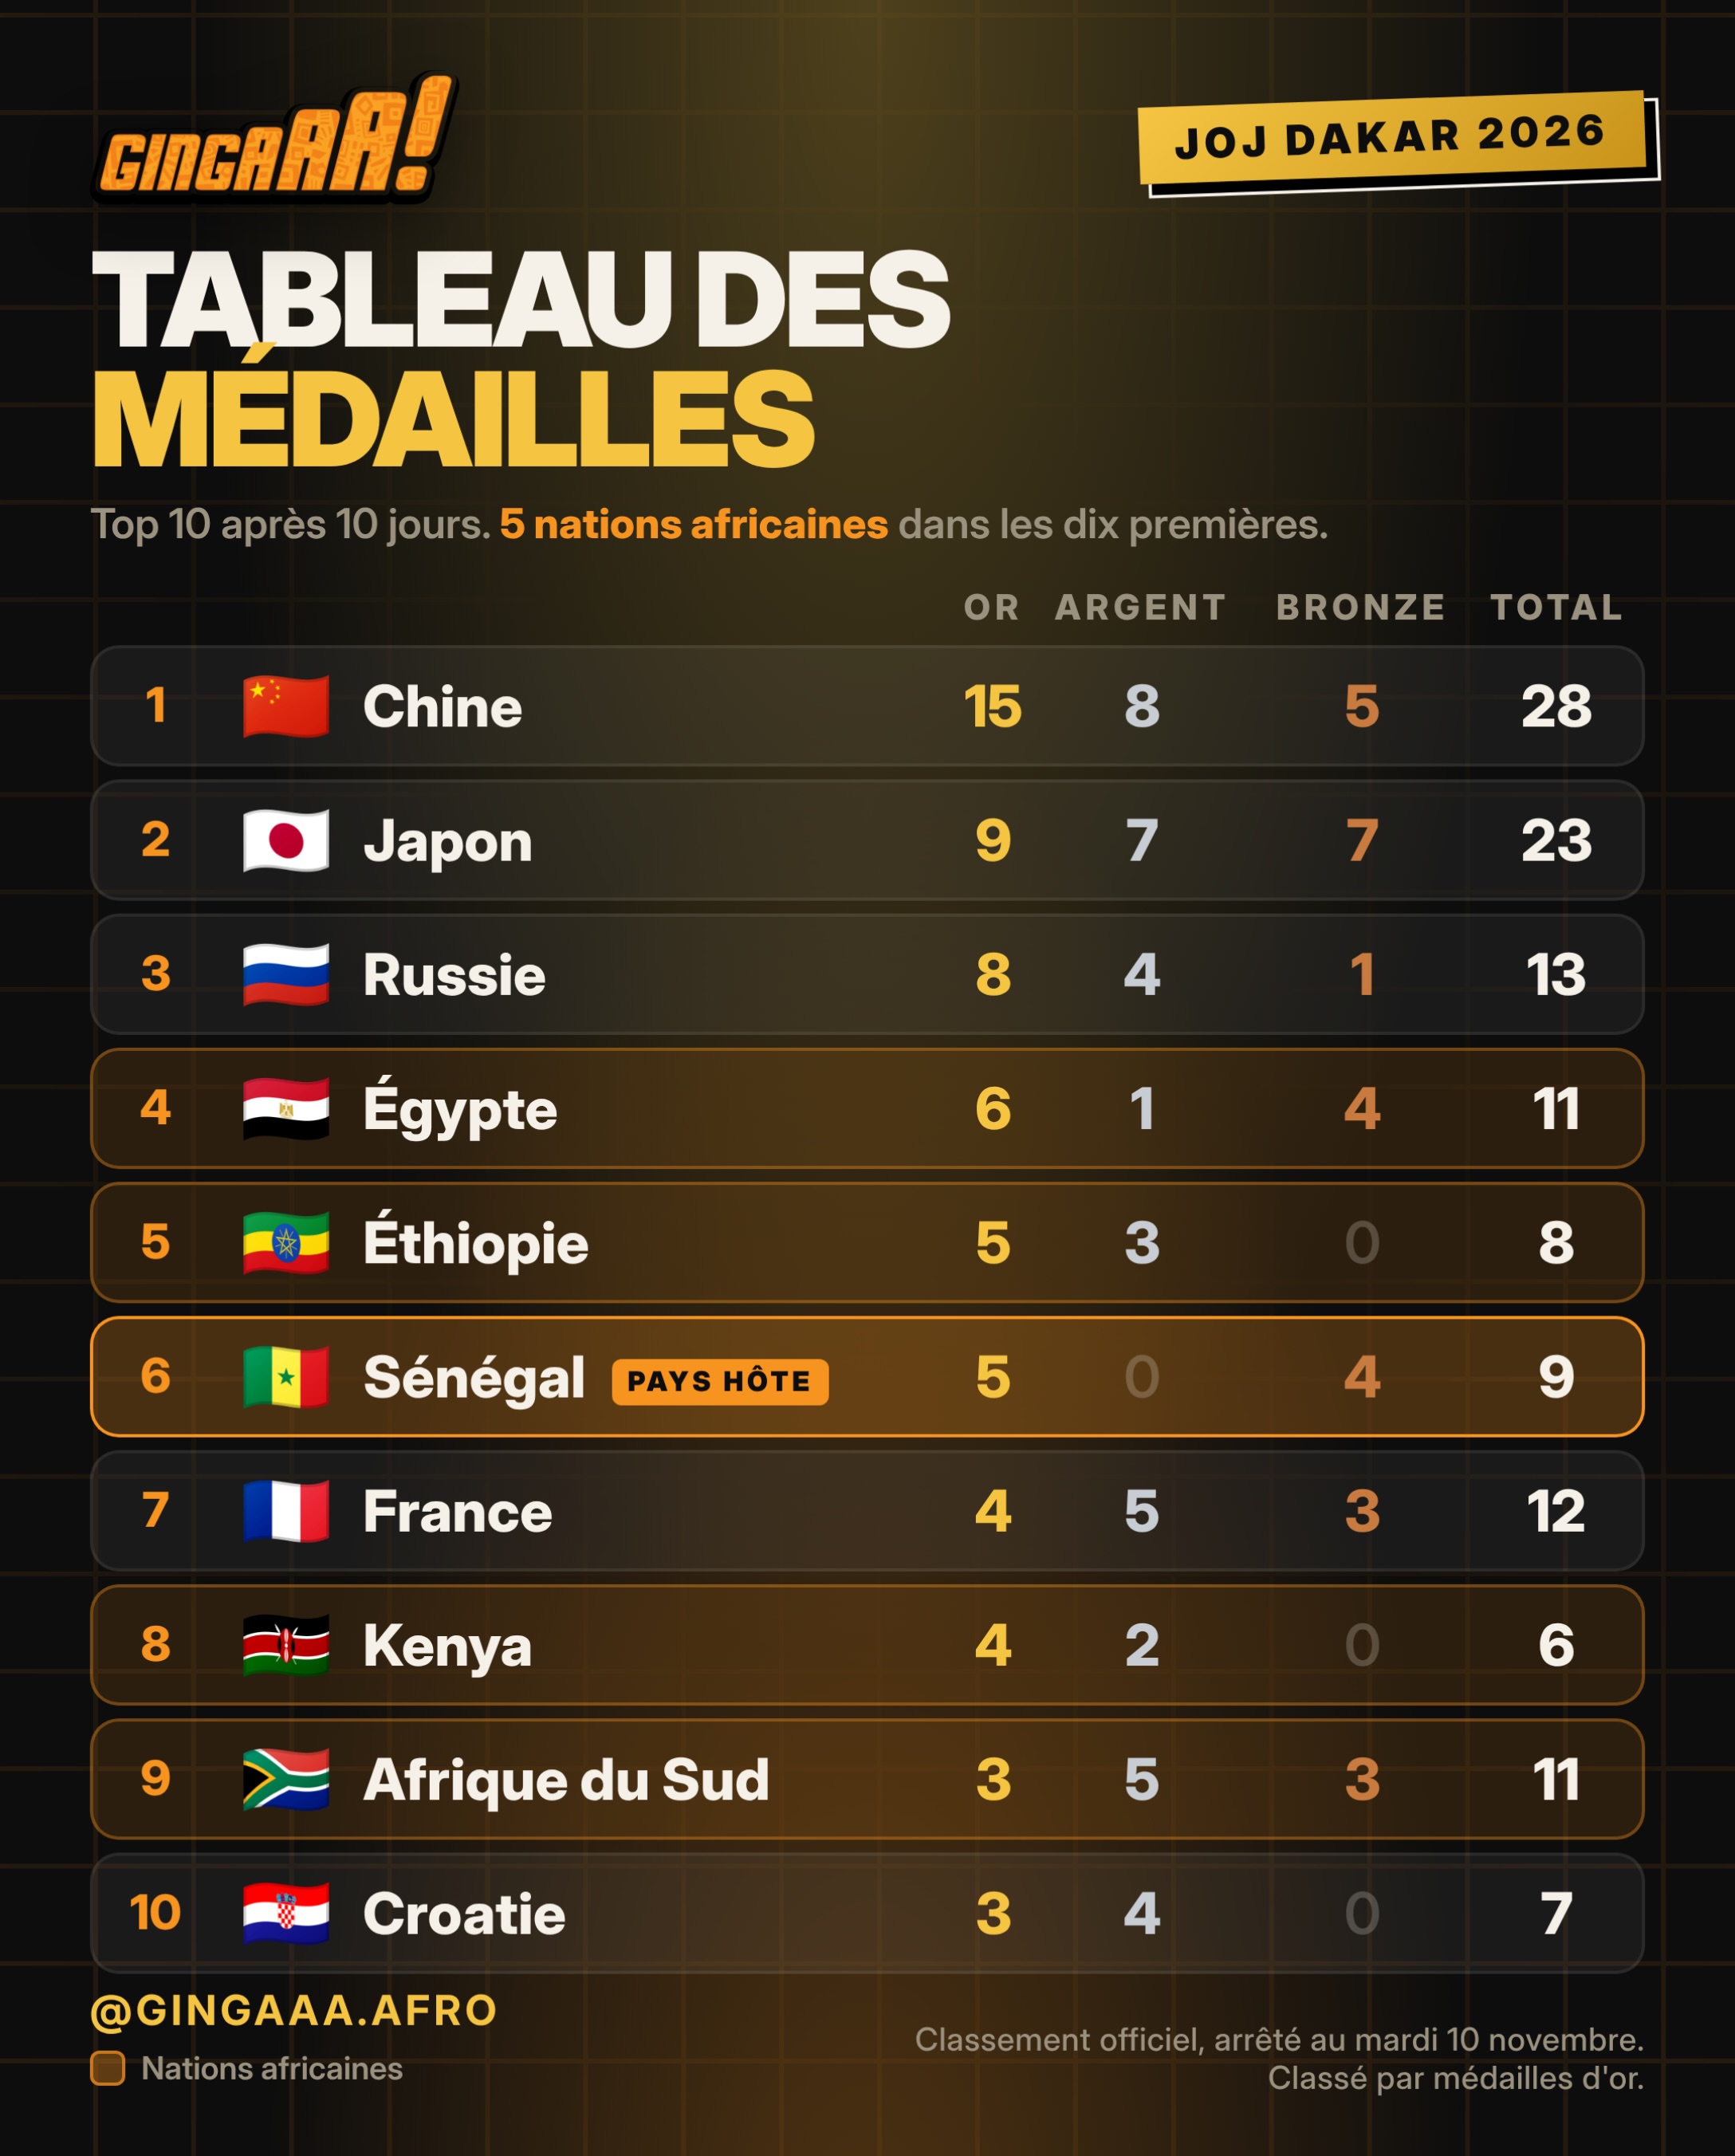 GINGAAA!
JOJ DAKAR 2026
TABLEAU DES
MÉDAILLES
Top 10 après 10 jours. 5 nations africaines dans les dix premières.
OR ARGENT BRONZE TOTAL
1 Chine 15 8 5 28
2 Japon 9 7 7 23
3 Russie 8 4 1 13
4 Égypte 6 1 4 11
5 Éthiopie 5 3 0 8
6 Sénégal PAYS HÔTE 5 0 4 9
7 France 4 5 3 12
8 Kenya 4 2 0 6
9 Afrique du Sud 3 5 3 11
10 Croatie 3 4 0 7
@GINGAAA.AFRO
Nations africaines
Classement officiel, arrêté au mardi 10 novembre.
Classé par médailles d'or.